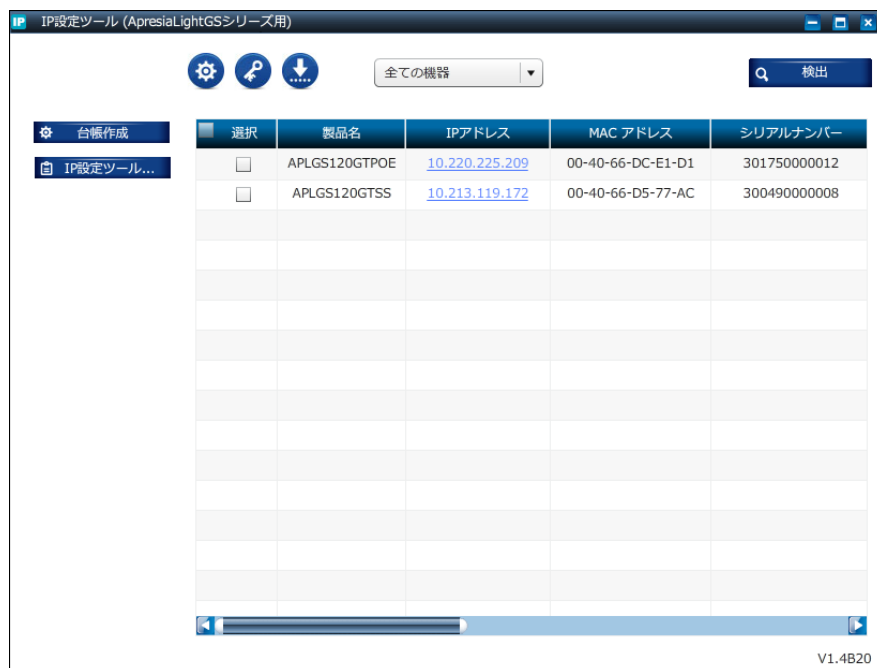 IP IP設定ツール (ApresiaLightGSシリーズ用)
全ての機器
検出
台帳作成
IP設定ツール...
選択 製品名 IPアドレス MAC アドレス シリアルナンバー
APLGS120GTPOE 10.220.225.209 00-40-66-DC-E1-D1 301750000012
APLGS120GTSS 10.213.119.172 00-40-66-D5-77-AC 300490000008
V1.4B20